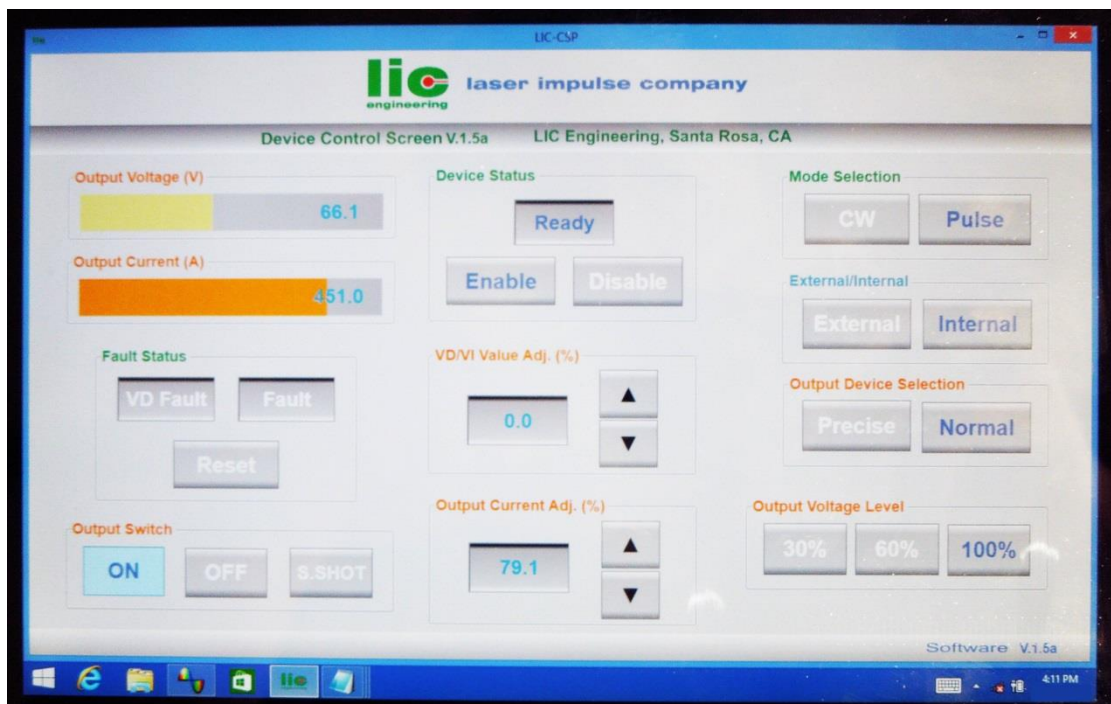 lic
LIC-CSP
lic laser impulse company
engineering
Device Control Screen V.1.5a LIC Engineering, Santa Rosa, CA
Output Voltage (V)
66.1
Output Current (A)
451.0
Fault Status
VD Fault Fault
Reset
Output Switch
ON OFF S.SHOT
Device Status
Ready
Enable Disable
VD/VI Value Adj. (%)
0.0
Output Current Adj. (%)
79.1
Mode Selection
CW Pulse
External/Internal
External Internal
Output Device Selection
Precise Normal
Output Voltage Level
30% 60% 100%
Software V.1.5a
lic
4:11 PM